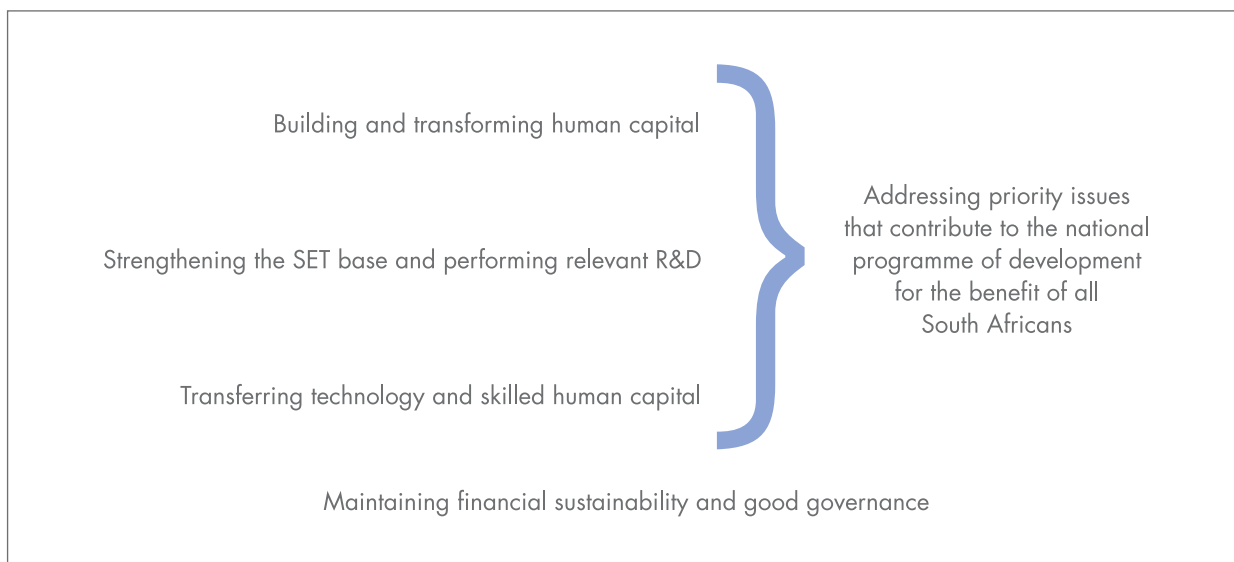 Building and transforming human capital
Strengthening the SET base and performing relevant R&D
Transferring technology and skilled human capital
Addressing priority issues
that contribute to the national
programme of development
for the benefit of all
South Africans
Maintaining financial sustainability and good governance